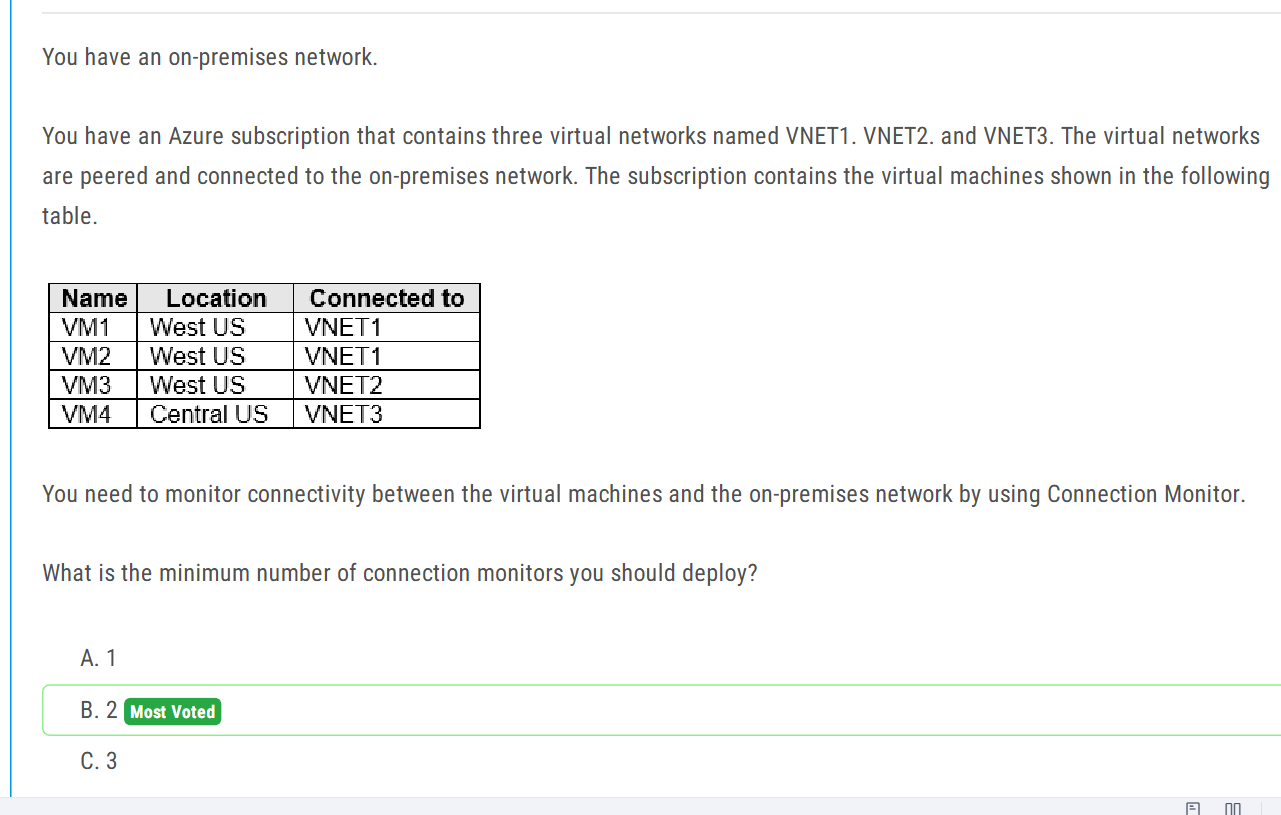 You have an on-premises network.
You have an Azure subscription that contains three virtual networks named VNET1. VNET2. and VNET3. The virtual networks
are peered and connected to the on-premises network. The subscription contains the virtual machines shown in the following
table.
Name Location Connected to
VM1 West US VNET1
VM2 West US VNET1
VM3 West US VNET2
VM4 Central US VNET3
You need to monitor connectivity between the virtual machines and the on-premises network by using Connection Monitor.
What is the minimum number of connection monitors you should deploy?
A. 1
B. 2 Most Voted
C. 3